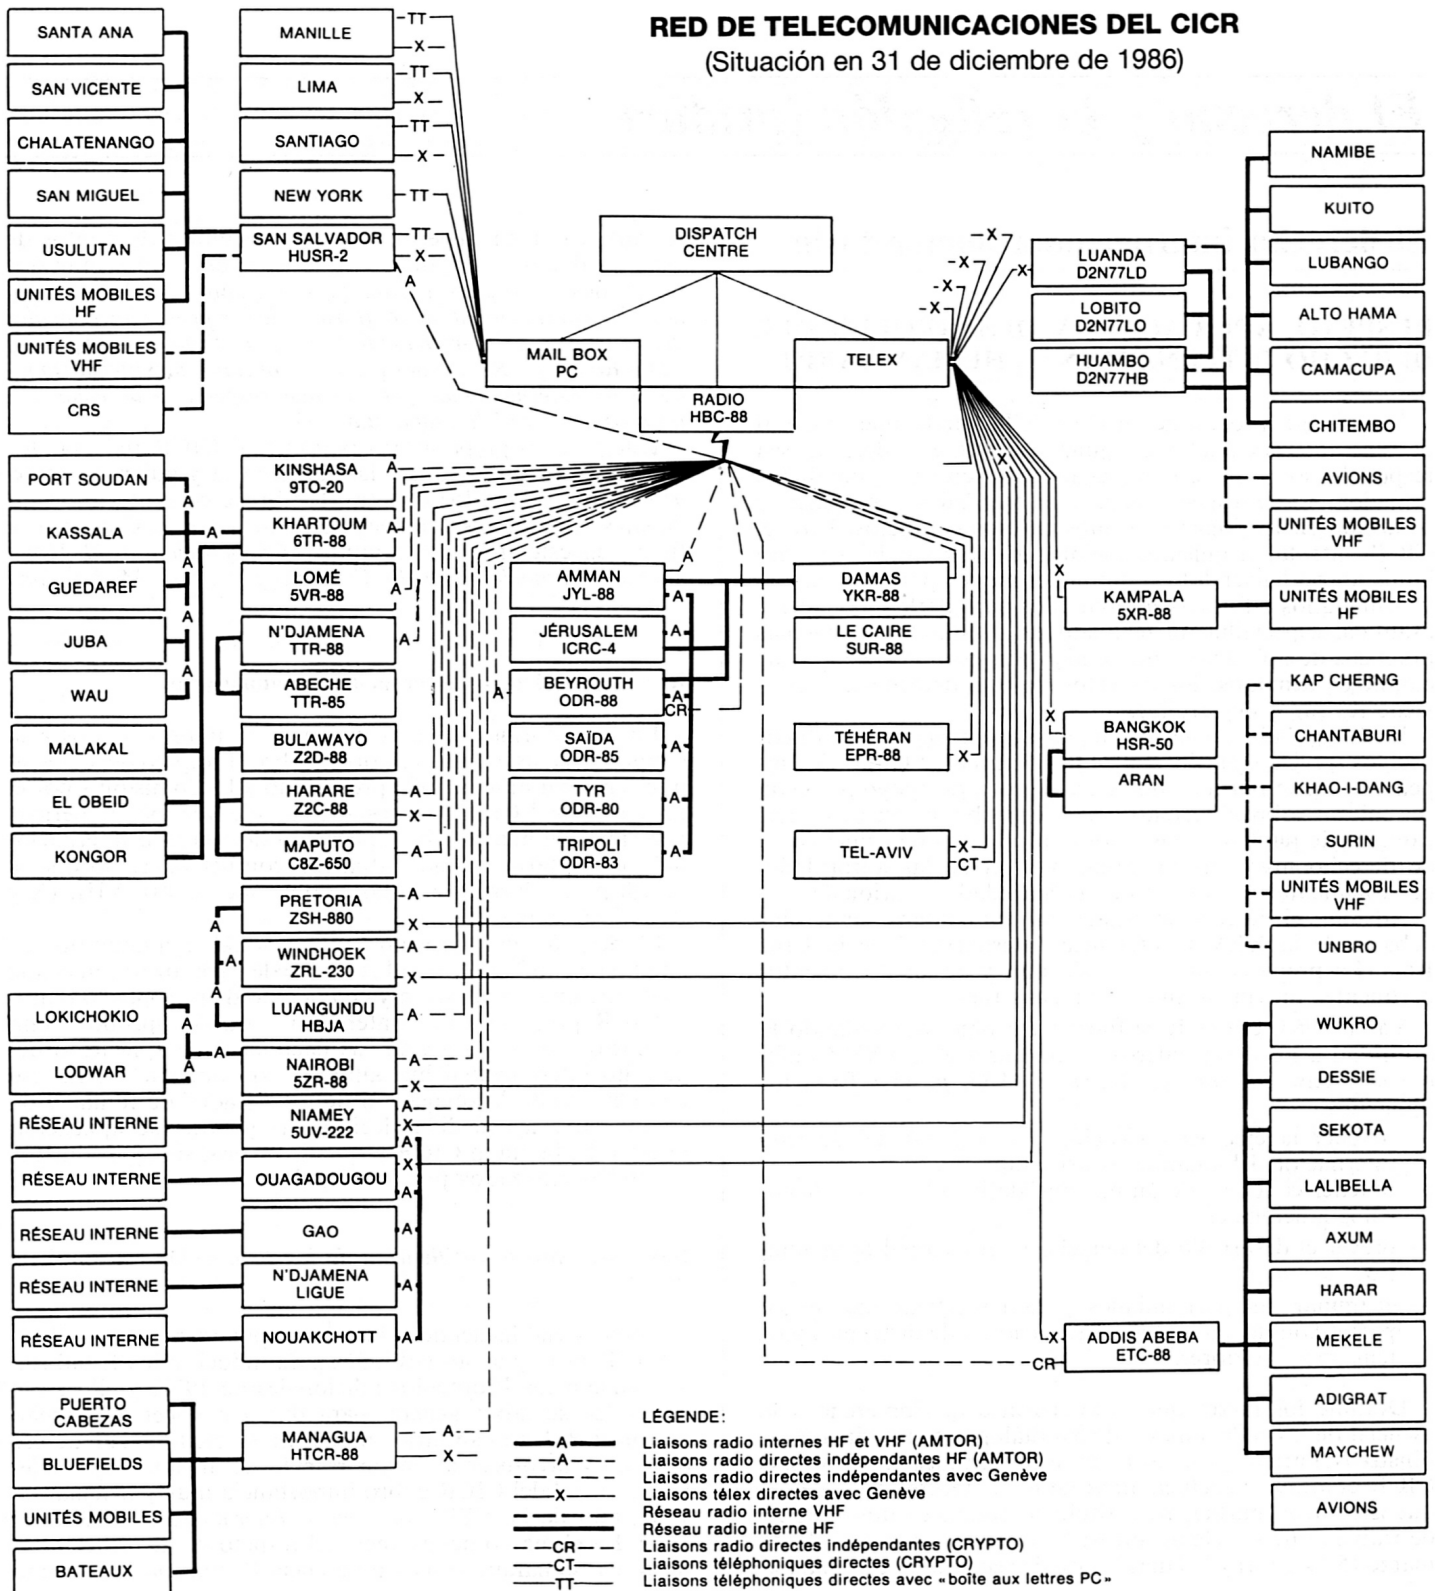 RED DE TELECOMUNICACIONES DEL CICR
(Situación en 31 de diciembre de 1986)
SANTA ANA
SAN VICENTE
CHALATENANGO
SAN MIGUEL
USULUTAN
UNITÉS MOBILES
HF
UNITÉS MOBILES
VHF
CRS
MANILLE
TT
X
LIMA
TT
X
SANTIAGO
TT
X
NEW YORK
TT
SAN SALVADOR
HUSR-2
TT
X
A
DISPATCH
CENTRE
MAIL BOX
PC
RADIO
HBC-88
TELEX
X
X
X
X
X
LUANDA
D2N77LD
LOBITO
D2N77LO
HUAMBO
D2N77HB
NAMIBE
KUITO
LUBANGO
ALTO HAMA
CAMACUPA
CHITEMBO
AVIONS
UNITÉS MOBILES
VHF
PORT SOUDAN
KASSALA
GUEDAREF
JUBA
WAU
MALAKAL
EL OBEID
KONGOR
A
A
A
A
A
KINSHASA
9TO-20
A
KHARTOUM
6TR-88
A
LOMÉ
5VR-88
A
N'DJAMENA
TTR-88
A
ABECHE
TTR-85
BULAWAYO
Z2D-88
HARARE
Z2C-88
A
X
MAPUTO
C8Z-650
A
PRETORIA
ZSH-880
A
X
WINDHOEK
ZRL-230
A
X
LUANGUNDU
HBJA
A
A
A
A
LOKICHOKIO
LODWAR
A
A
A
NAIROBI
5ZR-88
A
X
RÉSEAU INTERNE
NIAMEY
5UV-222
A
X
A
RÉSEAU INTERNE
OUAGADOUGOU
X
A
RÉSEAU INTERNE
GAO
A
RÉSEAU INTERNE
N'DJAMENA
LIGUE
A
RÉSEAU INTERNE
NOUAKCHOTT
A
PUERTO
CABEZAS
BLUEFIELDS
UNITÉS MOBILES
BATEAUX
MANAGUA
HTCR-88
A
X
AMMAN
JYL-88
A
A
JÉRUSALEM
ICRC-4
A
BEYROUTH
ODR-88
A
A
CR
SAÏDA
ODR-85
A
TYR
ODR-80
A
TRIPOLI
ODR-83
A
DAMAS
YKR-88
LE CAIRE
SUR-88
TÉHÉRAN
EPR-88
X
TEL-AVIV
X
CT
X
X
KAMPALA
5XR-88
UNITÉS MOBILES
HF
X
BANGKOK
HSR-50
ARAN
KAP CHERNG
CHANTABURI
KHAO-I-DANG
SURIN
UNITÉS MOBILES
VHF
UNBRO
X
CR
ADDIS ABEBA
ETC-88
WUKRO
DESSIE
SEKOTA
LALIBELLA
AXUM
HARAR
MEKELE
ADIGRAT
MAYCHEW
AVIONS
LÉGENDE:
A Liaisons radio internes HF et VHF (AMTOR)
A Liaisons radio directes indépendantes HF (AMTOR)
Liaisons radio directes indépendantes avec Genève
X Liaisons télex directes avec Genève
Réseau radio interne VHF
Réseau radio interne HF
CR Liaisons radio directes indépendantes (CRYPTO)
CT Liaisons téléphoniques directes (CRYPTO)
TT Liaisons téléphoniques directes avec «boîte aux lettres PC»